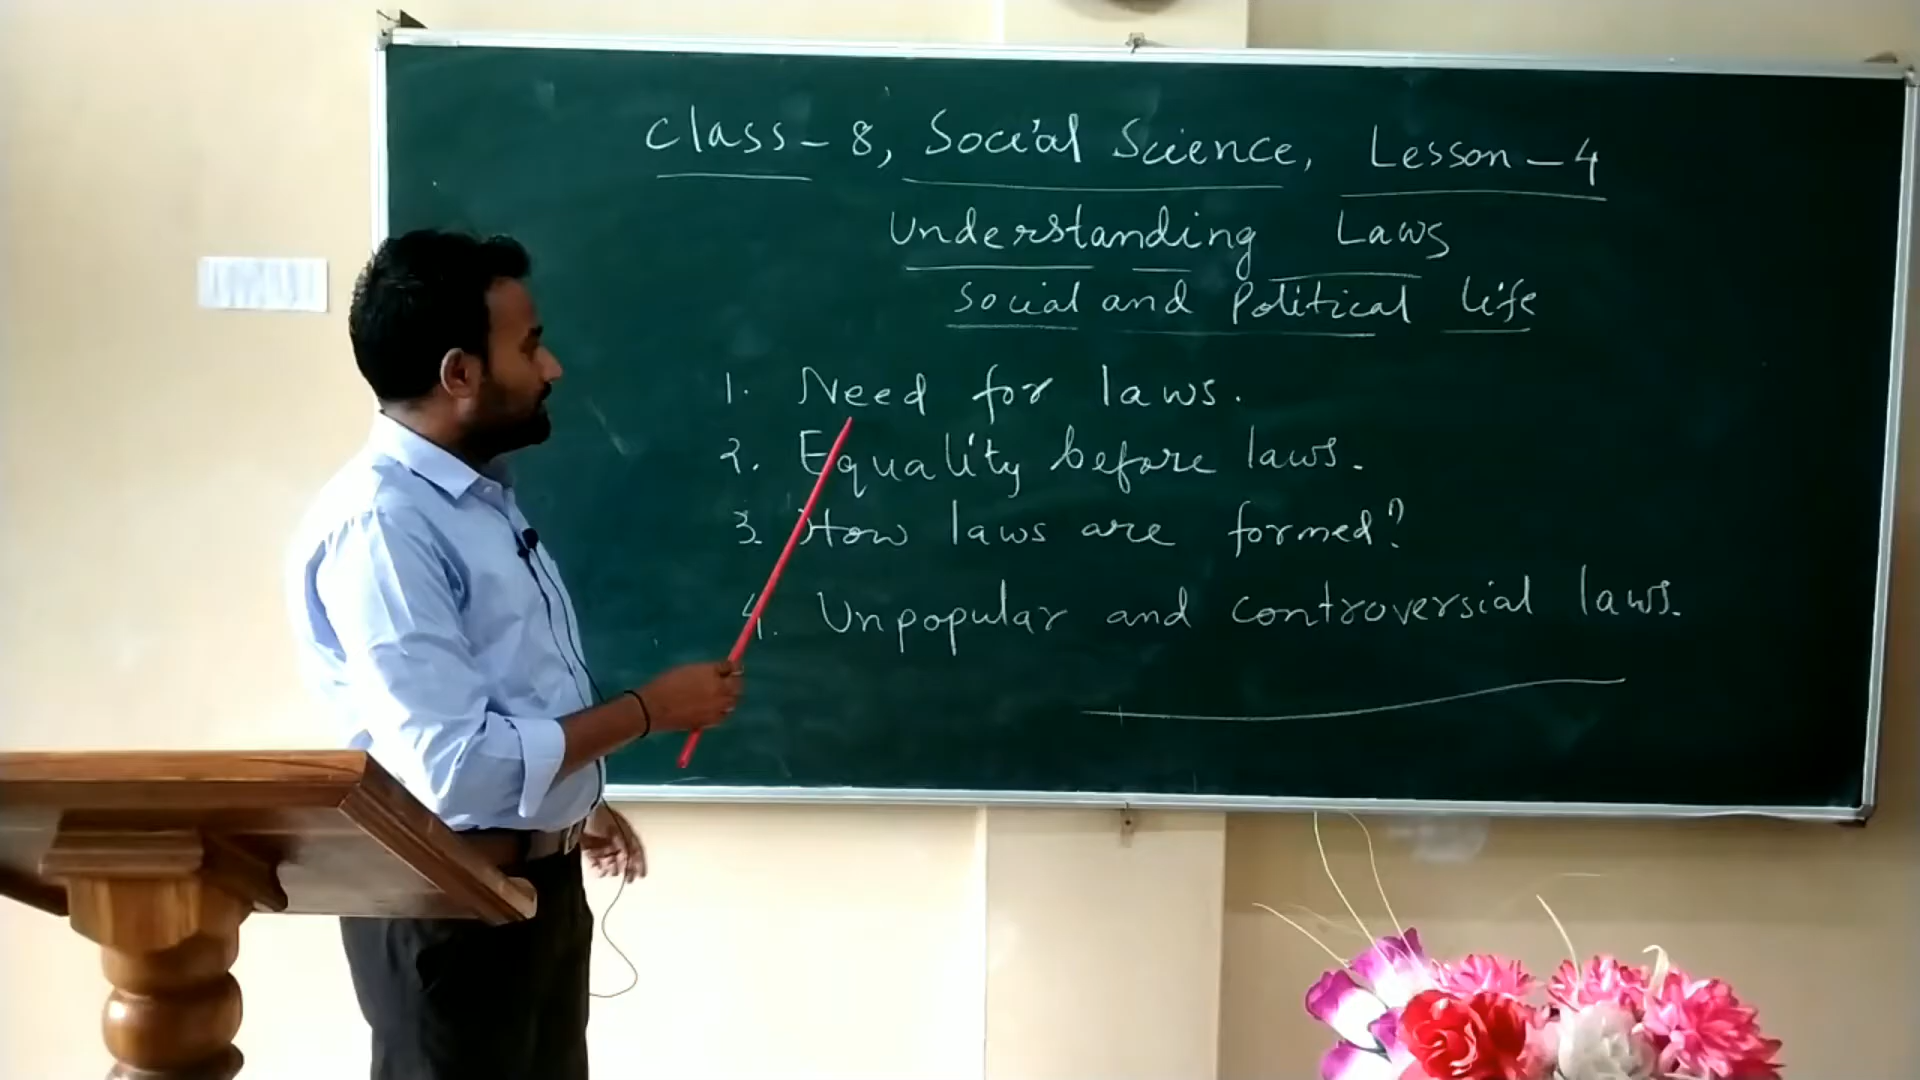 Class - 8, Social Science, Lesson - 4
Understanding Laws
Social and Political life
1. Need for laws.
2. Equality before laws.
3. How laws are formed?
4. Unpopular and controversial laws.